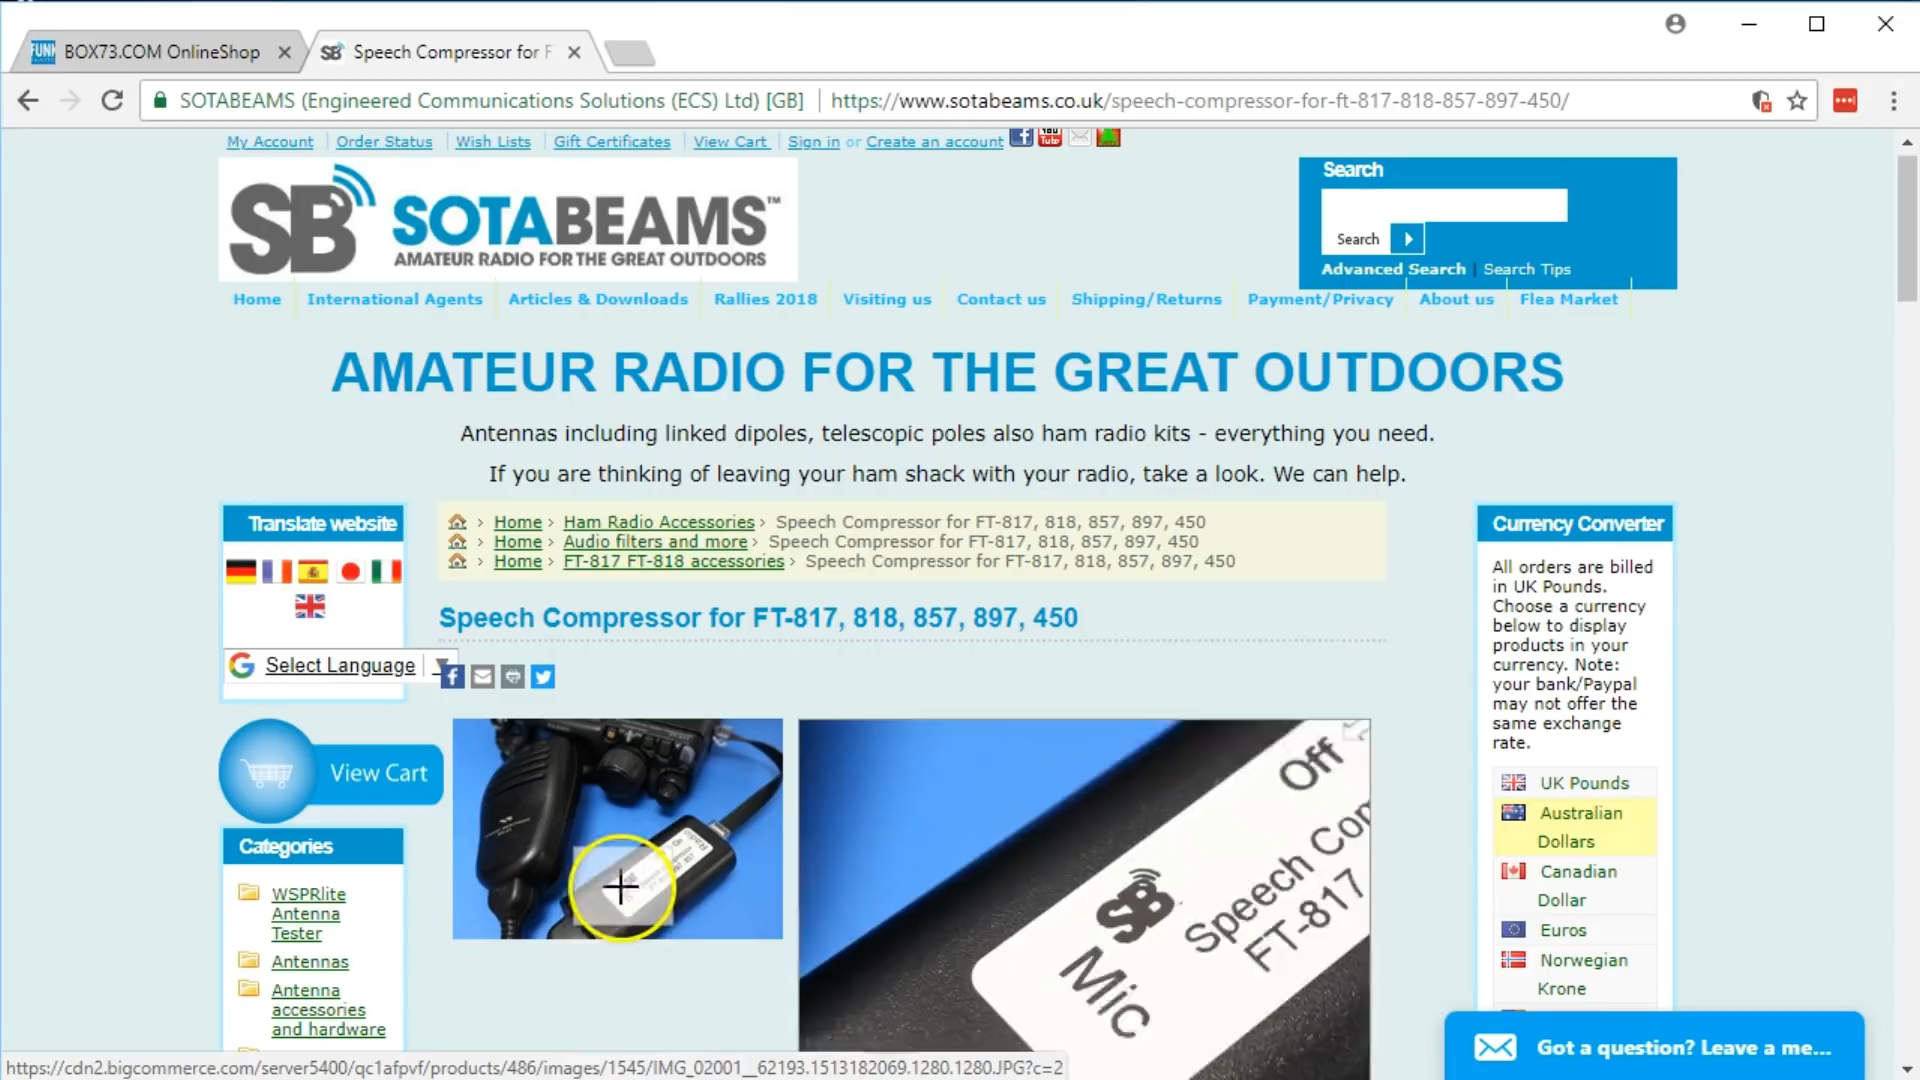 BOX73.COM OnlineShop
Speech Compressor for F
SOTABEAMS (Engineered Communications Solutions (ECS) Ltd) [GB]
https://www.sotabeams.co.uk/speech-compressor-for-ft-817-818-857-897-450/
My Account
Order Status
Wish Lists
Gift Certificates
View Cart
Sign in or Create an account
SB SOTABEAMS™
AMATEUR RADIO FOR THE GREAT OUTDOORS
Search
Search
Advanced Search | Search Tips
Home
International Agents
Articles & Downloads
Rallies 2018
Visiting us
Contact us
Shipping/Returns
Payment/Privacy
About us
Flea Market
AMATEUR RADIO FOR THE GREAT OUTDOORS
Antennas including linked dipoles, telescopic poles also ham radio kits - everything you need.
If you are thinking of leaving your ham shack with your radio, take a look. We can help.
Translate website
Select Language
View Cart
Categories
WSPRlite
Antenna
Tester
Antennas
Antenna
accessories
and hardware
Home › Ham Radio Accessories › Speech Compressor for FT-817, 818, 857, 897, 450
Home › Audio filters and more › Speech Compressor for FT-817, 818, 857, 897, 450
Home › FT-817 FT-818 accessories › Speech Compressor for FT-817, 818, 857, 897, 450
Speech Compressor for FT-817, 818, 857, 897, 450
Off
Speech Com
FT-817
SB
Mic
Currency Converter
All orders are billed
in UK Pounds.
Choose a currency
below to display
products in your
currency. Note:
your bank/Paypal
may not offer the
same exchange
rate.
UK Pounds
Australian
Dollars
Canadian
Dollar
Euros
Norwegian
Krone
Got a question? Leave a me...
https://cdn2.bigcommerce.com/server5400/qc1afpvf/products/486/images/1545/IMG_02001__62193.1513182069.1280.1280.JPG?c=2